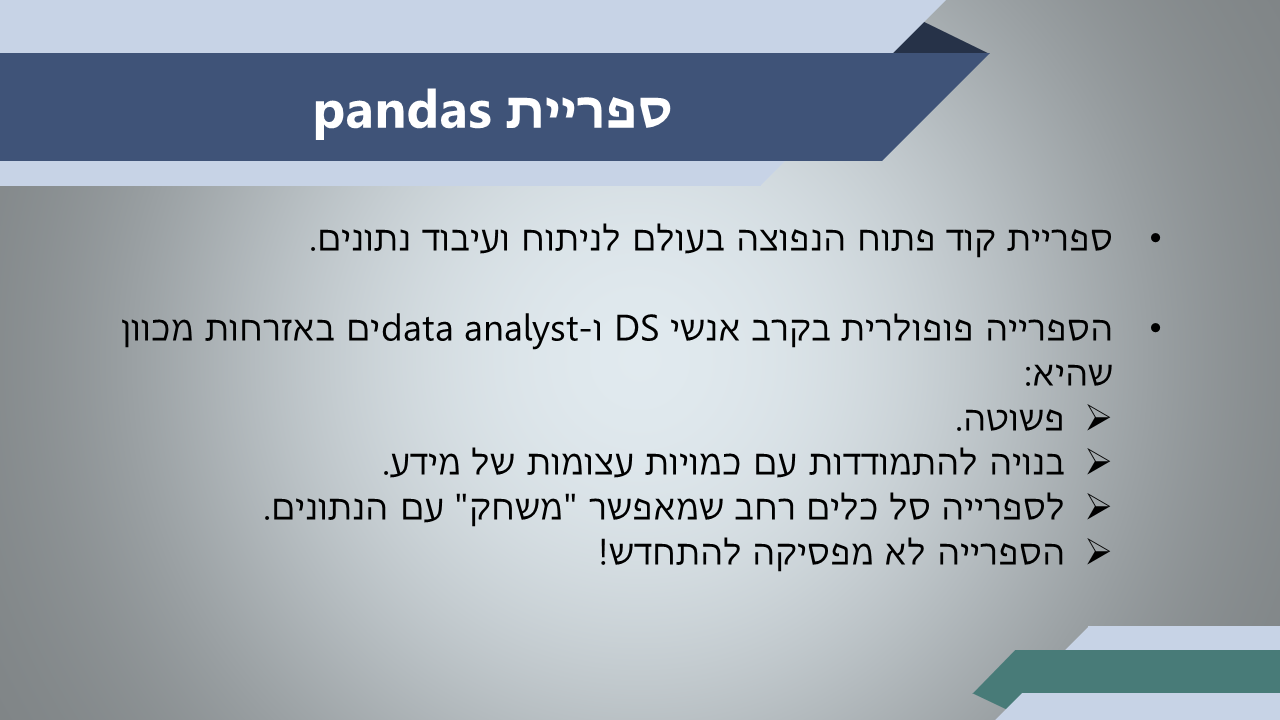 ספריית pandas
• ספריית קוד פתוח הנפוצה בעולם לניתוח ועיבוד נתונים.
• הספרייה פופולרית בקרב אנשי DS ו-data analystים באזרחות מכוון
שהיא:
➢ פשוטה.
➢ בנויה להתמודדות עם כמויות עצומות של מידע.
➢ לספרייה סל כלים רחב שמאפשר "משחק" עם הנתונים.
➢ הספרייה לא מפסיקה להתחדש!